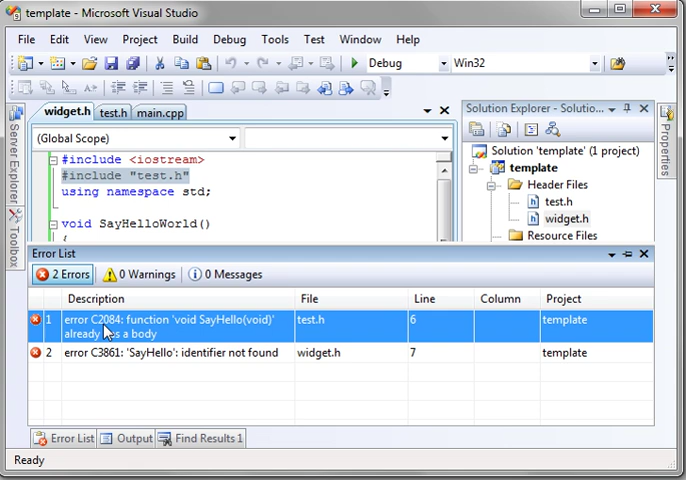 template - Microsoft Visual Studio
File Edit View Project Build Debug Tools Test Window Help
Debug Win32
widget.h test.h main.cpp
(Global Scope)
#include <iostream>
#include "test.h"
using namespace std;
void SayHelloWorld()
{
Server Explorer
Toolbox
Solution Explorer - Solutio...
Solution 'template' (1 project)
template
Header Files
test.h
widget.h
Resource Files
Properties
Error List
2 Errors 0 Warnings 0 Messages
Description File Line Column Project
1 error C2084: function 'void SayHello(void)' already has a body test.h 6 template
2 error C3861: 'SayHello': identifier not found widget.h 7 template
Error List Output Find Results 1
Ready